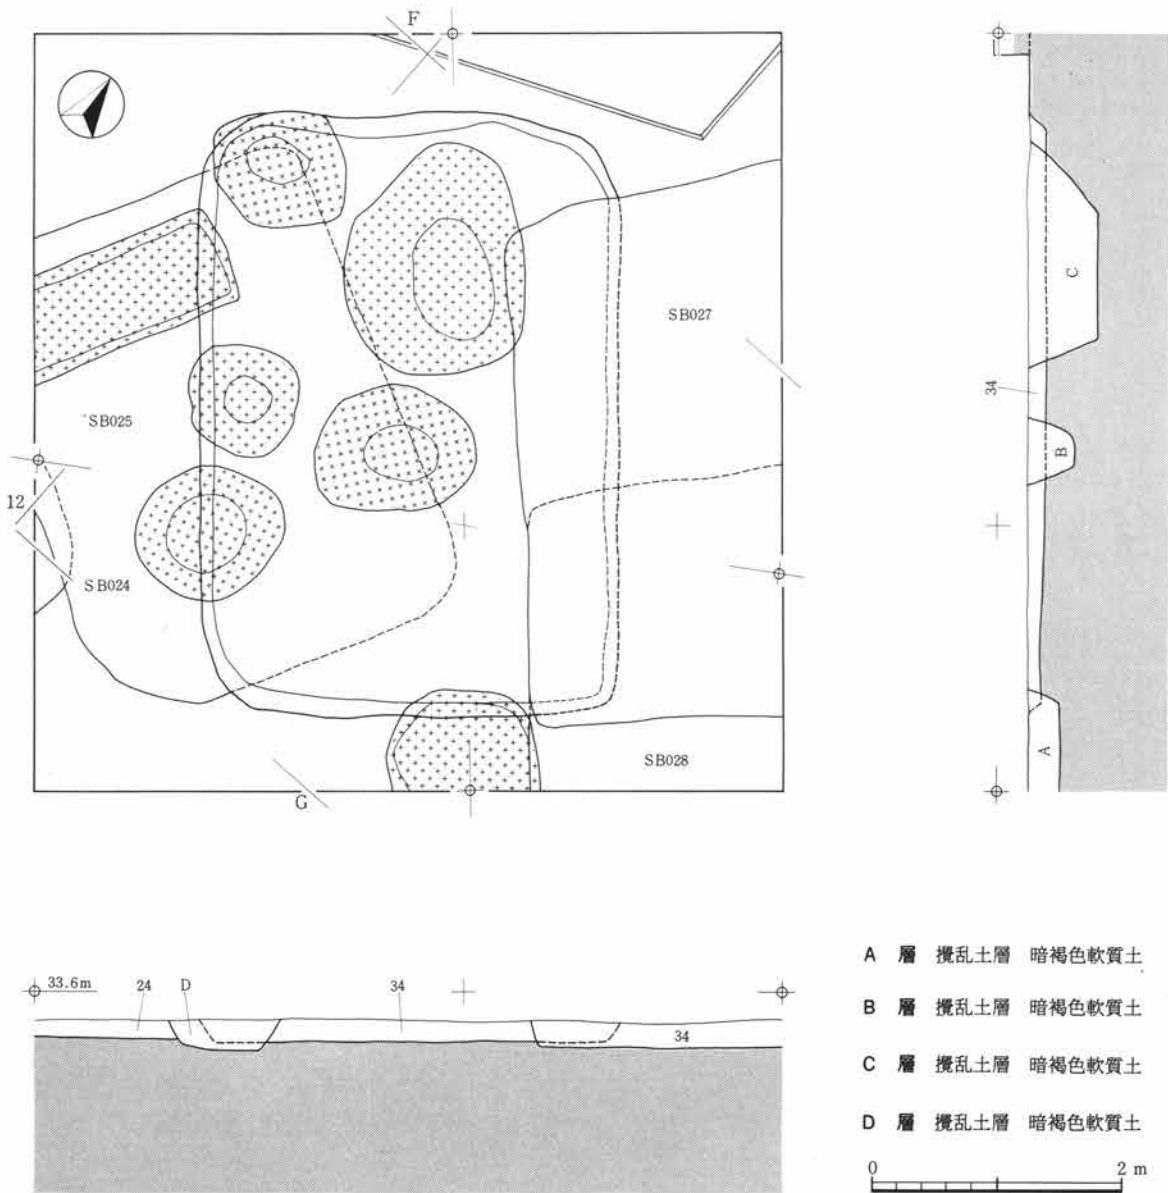 F
SB027
SB025
12
SB024
SB028
G
C
34
B
A
33.6m
24
D
34
34
A 層 攪乱土層 暗褐色軟質土
B 層 攪乱土層 暗褐色軟質土
C 層 攪乱土層 暗褐色軟質土
D 層 攪乱土層 暗褐色軟質土
0 2 m